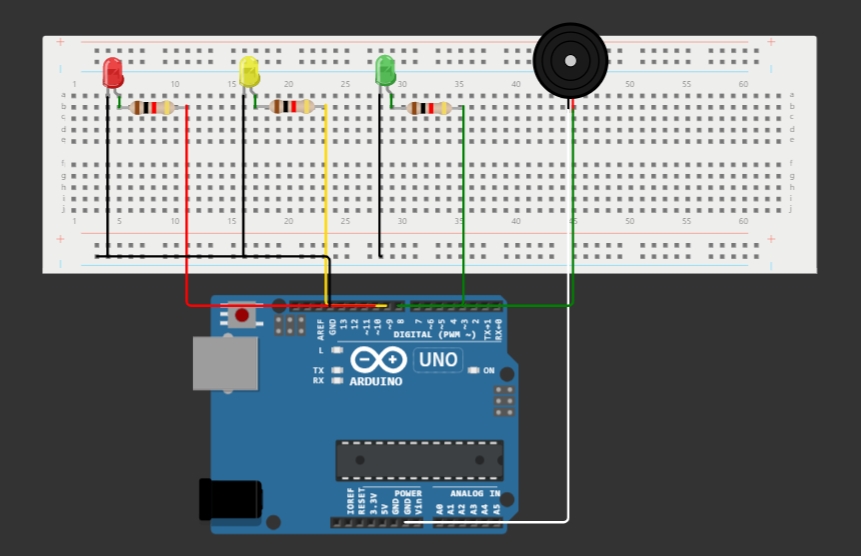 1 5 10 15 20 25 30 35 40 45 50 55 60
a a
b b
c c
d d
e e
f f
g g
h h
i i
j j
1 5 10 15 20 25 30 35 40 45 50 55 60
AREF
GND
13
12
~11
~10
~9
8
7
~6
~5
4
~3
2
TX→1
RX←0
DIGITAL (PWM ~)
L
TX
RX
UNO
ON
ARDUINO
IOREF
RESET
3.3V
5V
GND
GND
Vin
POWER
ANALOG IN
A0
A1
A2
A3
A4
A5